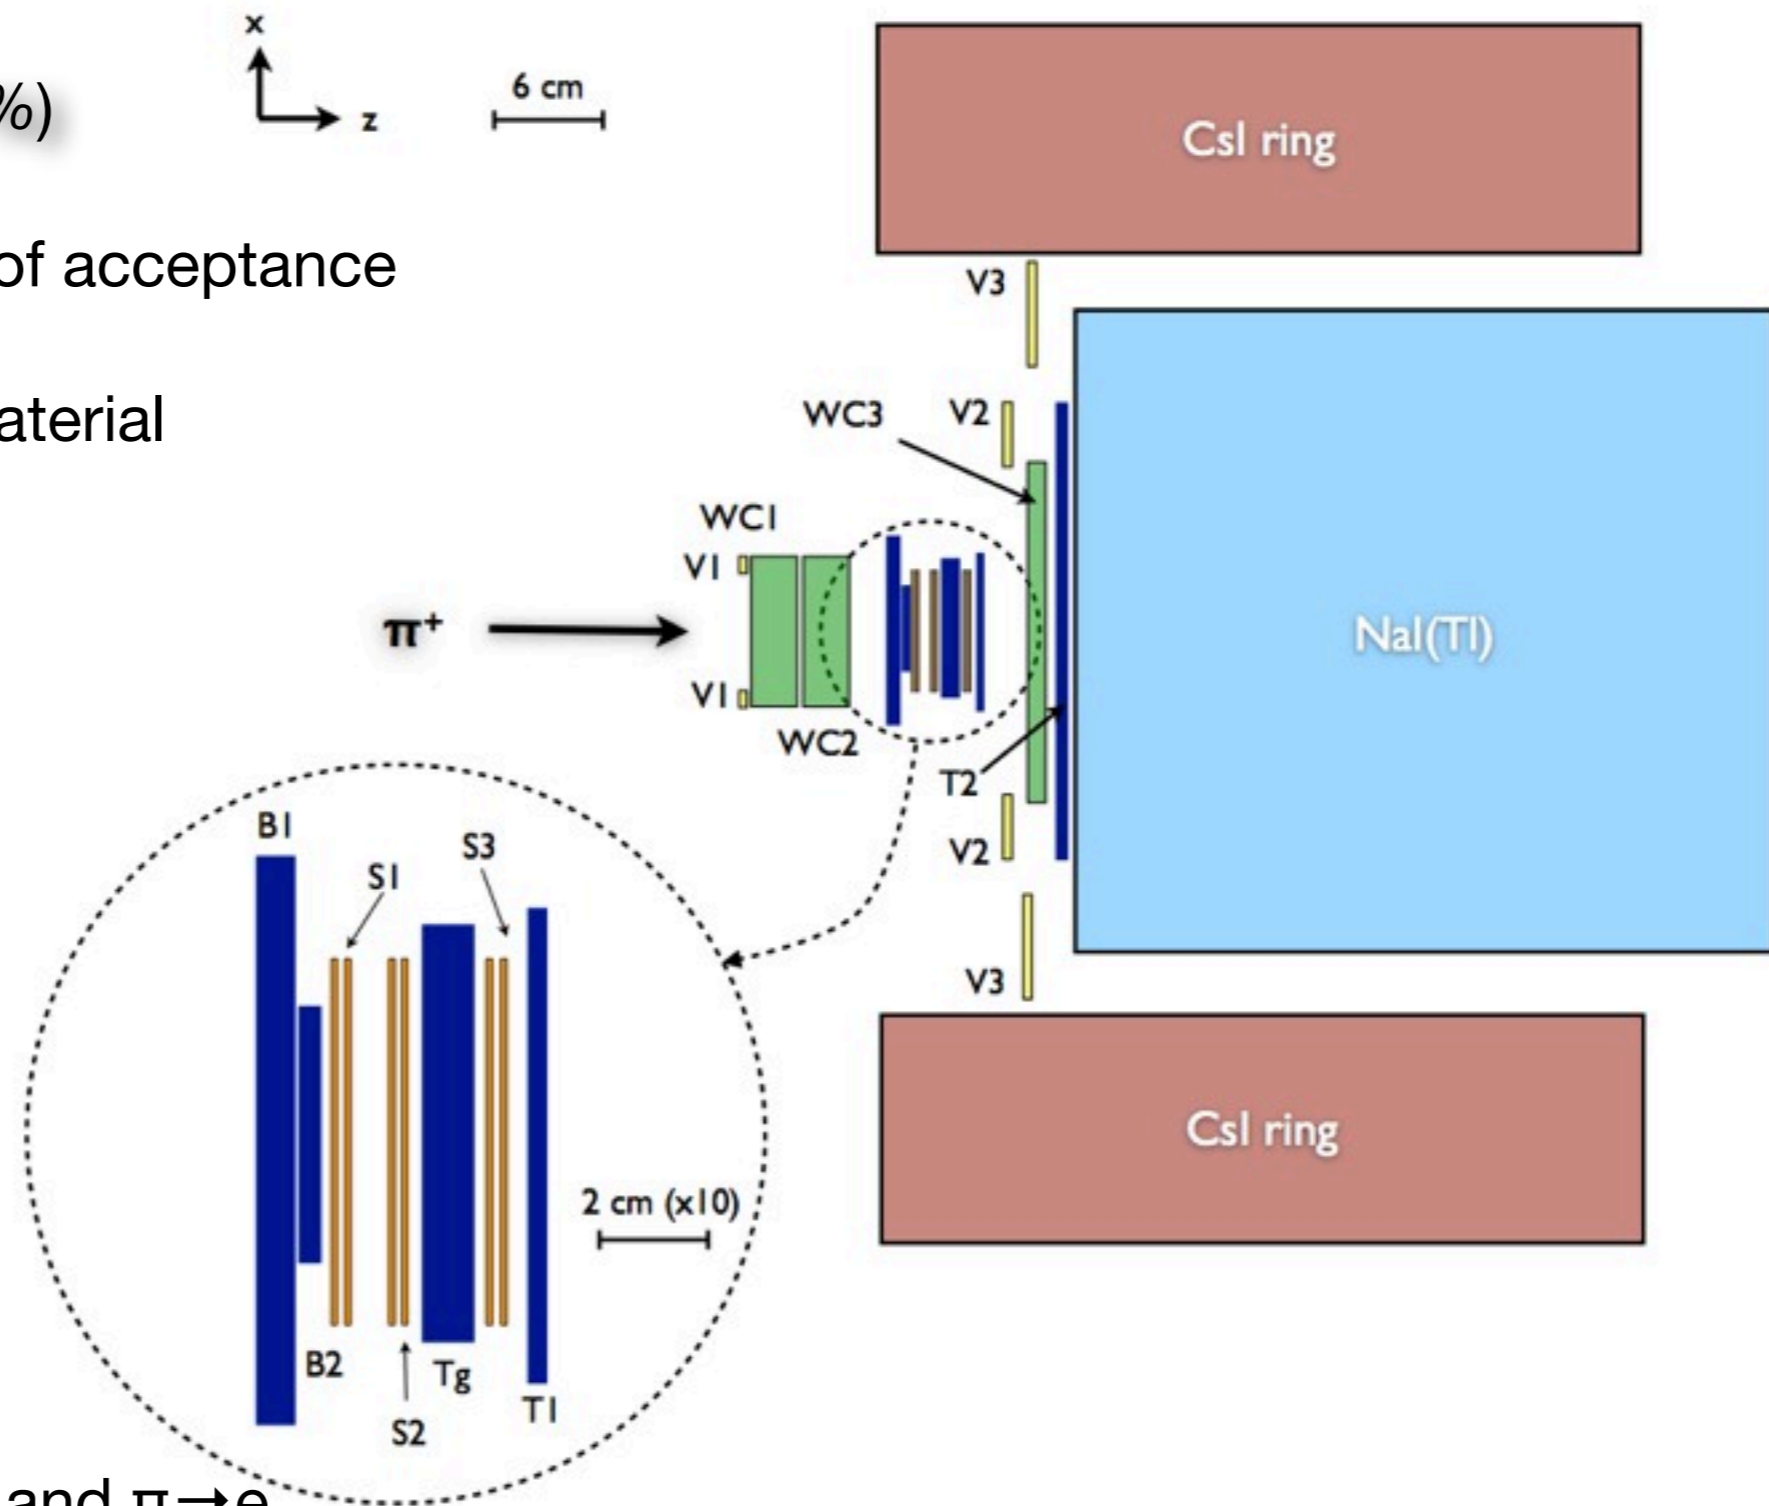 x
z
6 cm
%)
of acceptance
aterial
CsI ring
V3
WC3
V2
WC1
V1
π+
NaI(Tl)
V1
WC2
T2
V2
V3
B1
S1
S3
CsI ring
2 cm (x10)
B2
Tg
T1
S2
and π→e